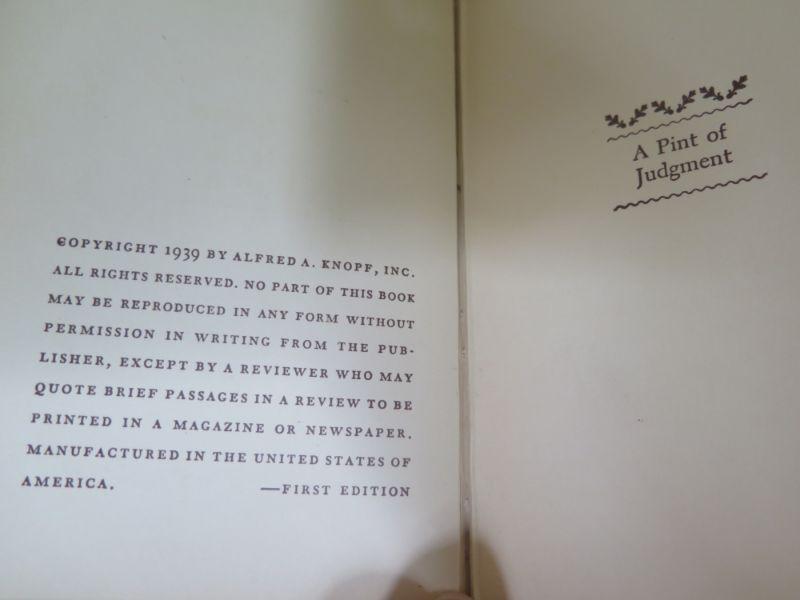 COPYRIGHT 1939 BY ALFRED A. KNOPF, INC.
ALL RIGHTS RESERVED. NO PART OF THIS BOOK
MAY BE REPRODUCED IN ANY FORM WITHOUT
PERMISSION IN WRITING FROM THE PUB-
LISHER, EXCEPT BY A REVIEWER WHO MAY
QUOTE BRIEF PASSAGES IN A REVIEW TO BE
PRINTED IN A MAGAZINE OR NEWSPAPER.
MANUFACTURED IN THE UNITED STATES OF
AMERICA. —FIRST EDITION
A Pint of
Judgment